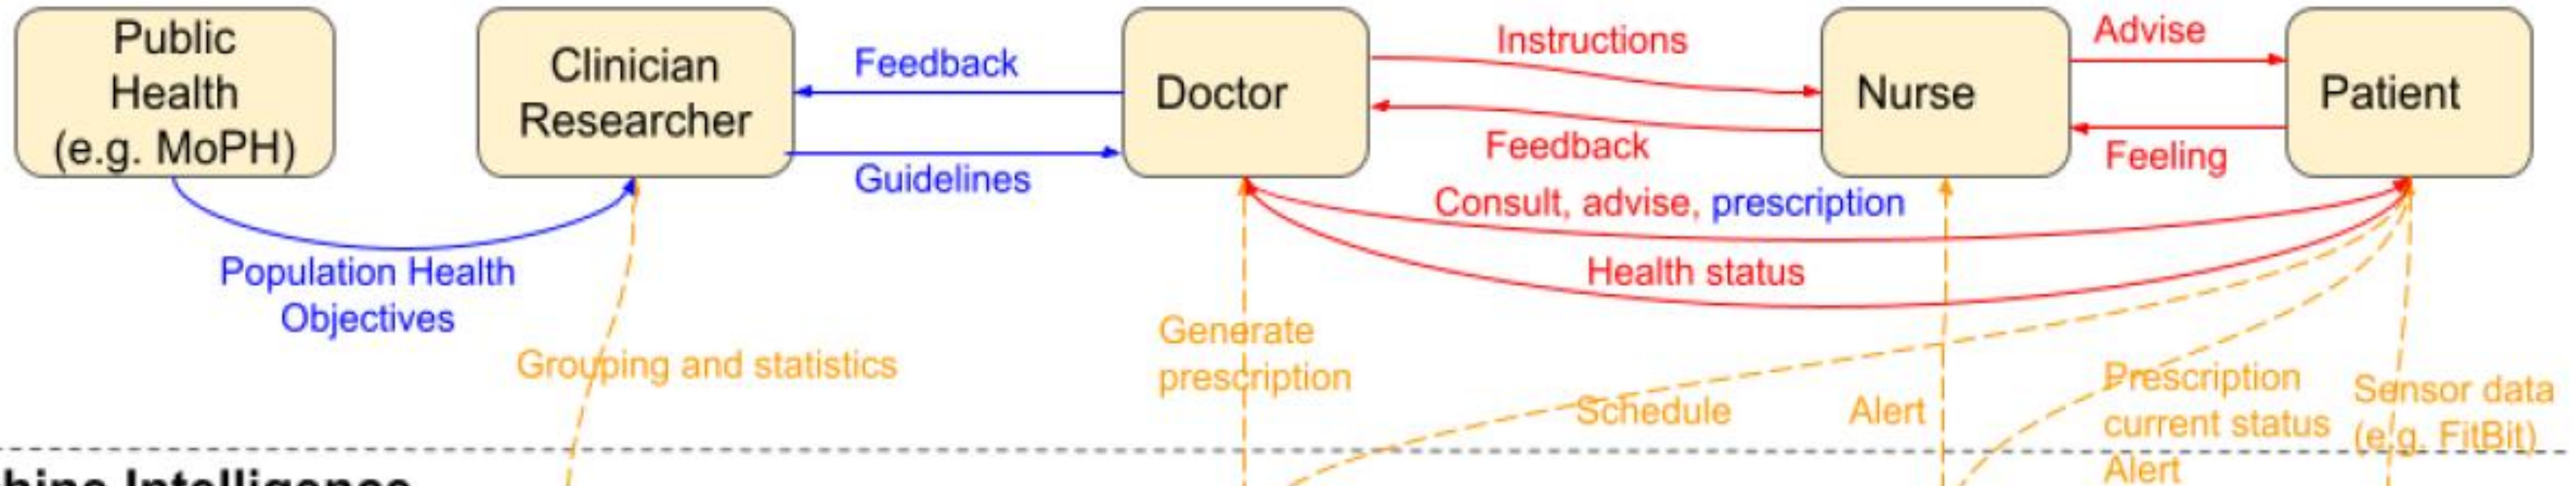 Public
Health
(e.g. MoPH)
Clinician
Researcher
Feedback
Guidelines
Doctor
Instructions
Feedback
Nurse
Advise
Feeling
Patient
Consult, advise, prescription
Health status
Population Health
Objectives
Grouping and statistics
Generate
prescription
Schedule
Alert
Prescription
current status
Alert
Sensor data
(e.g. FitBit)
Intelligence